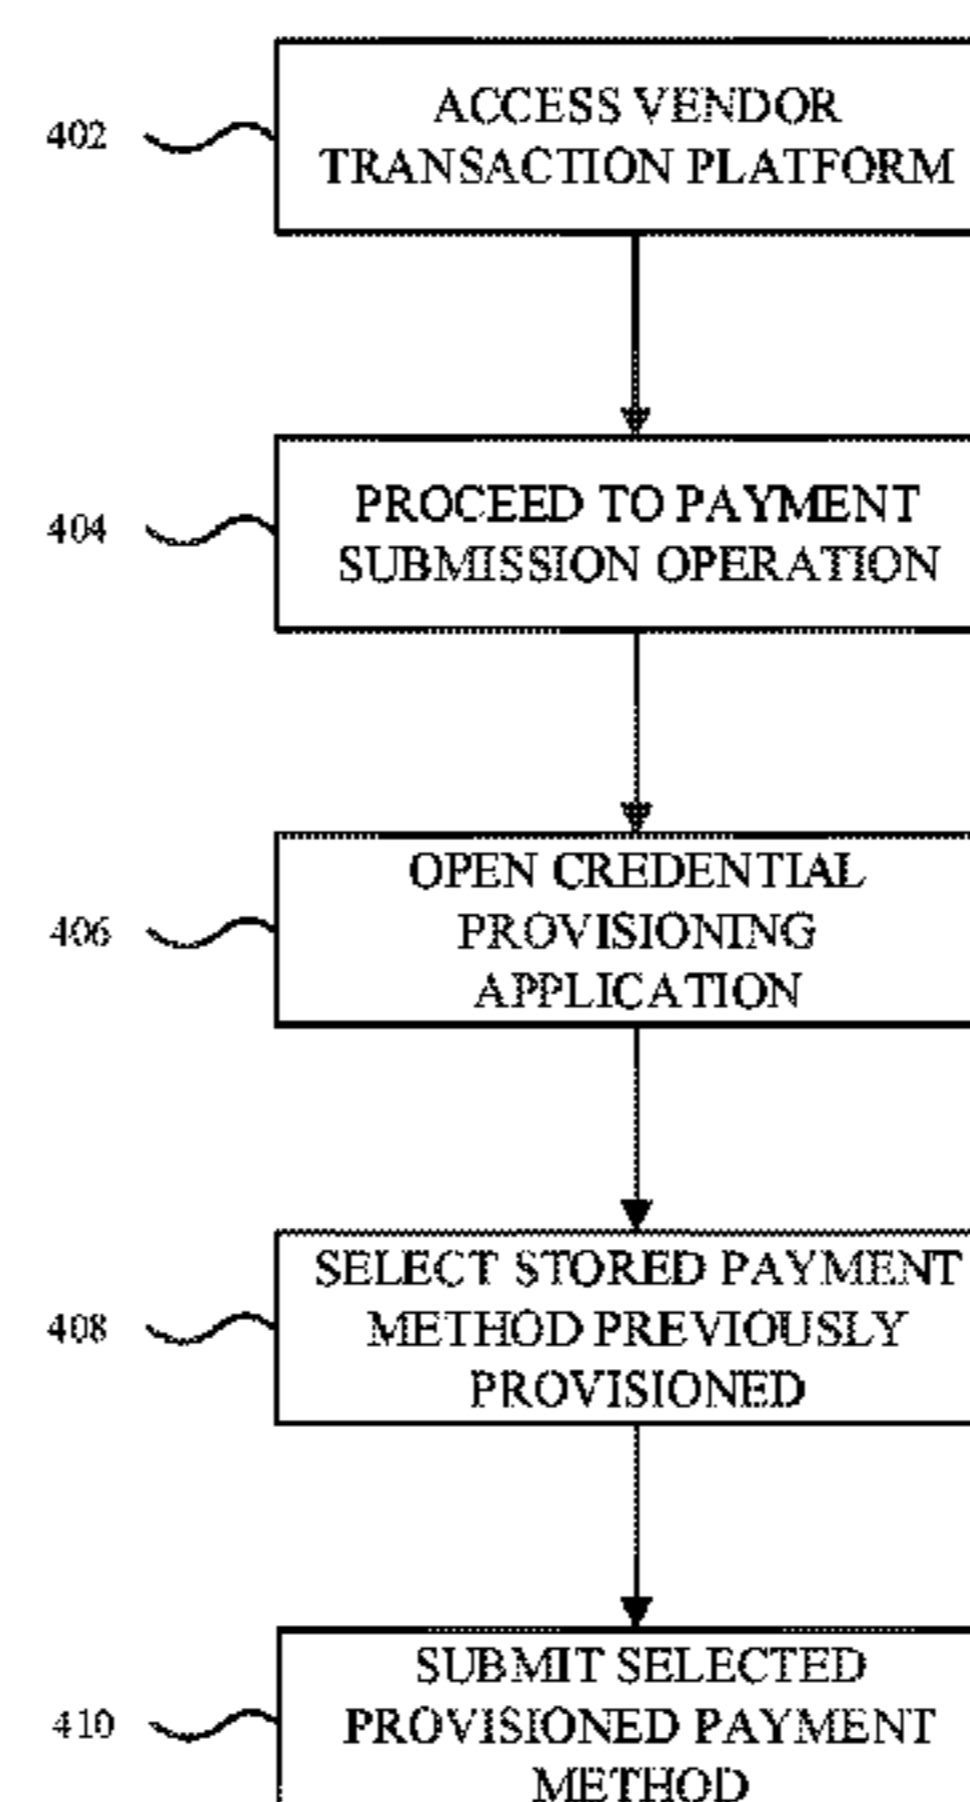 402
ACCESS VENDOR
TRANSACTION PLATFORM
404
PROCEED TO PAYMENT
SUBMISSION OPERATION
406
OPEN CREDENTIAL
PROVISIONING
APPLICATION
408
SELECT STORED PAYMENT
METHOD PREVIOUSLY
PROVISIONED
410
SUBMIT SELECTED
PROVISIONED PAYMENT
METHOD